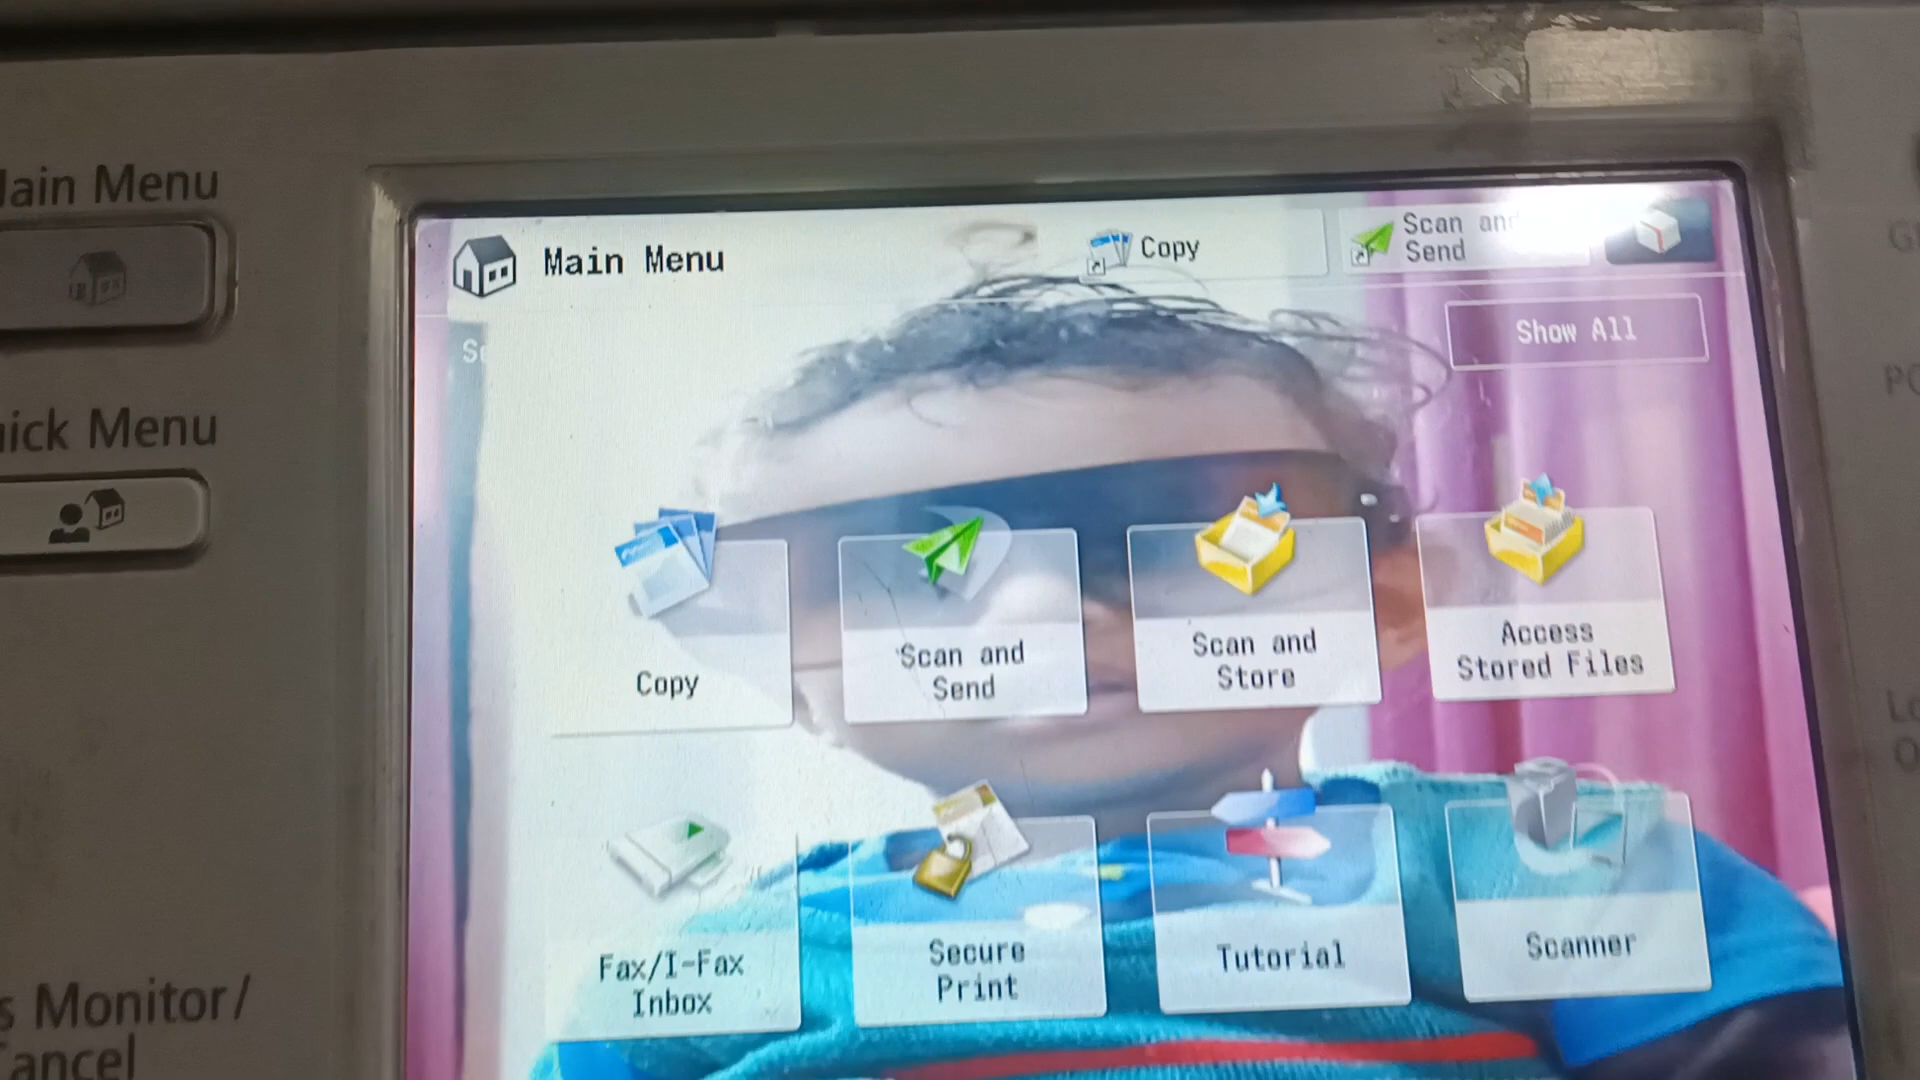 Main Menu
Copy
Scan and
Send
Show All
Main Menu
Quick Menu
Copy
Scan and
Send
Scan and
Store
Access
Stored Files
Fax/I-Fax
Inbox
Secure
Print
Tutorial
Scanner
s Monitor/
Cancel